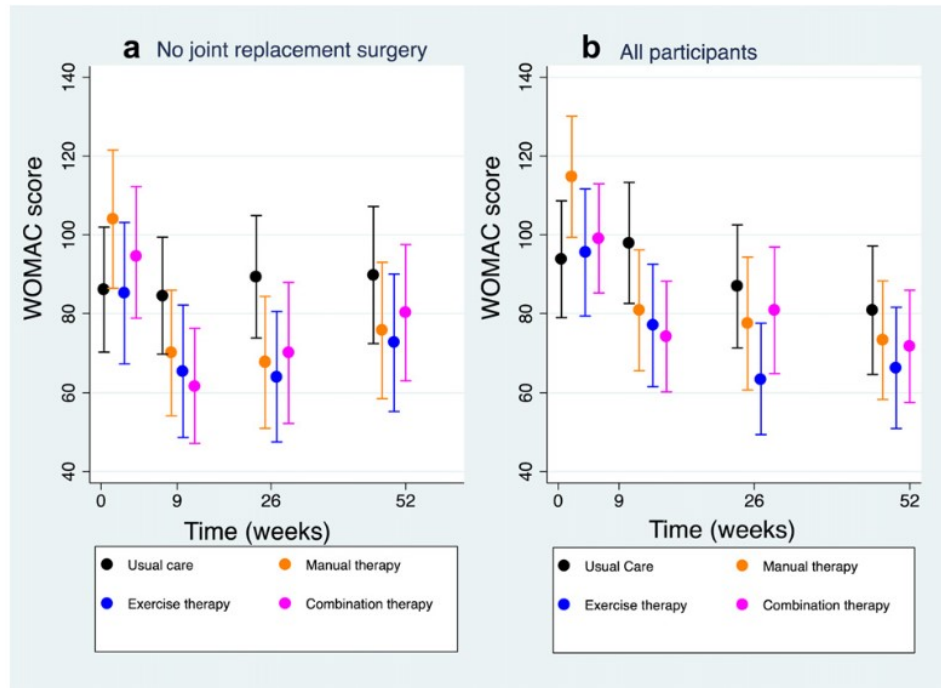 a No joint replacement surgery
WOMAC score
140
120
100
80
60
40
0 9 26 52
Time (weeks)
Usual care Manual therapy
Exercise therapy Combination therapy
b All participants
WOMAC score
140
120
100
80
60
40
0 9 26 52
Time (weeks)
Usual Care Manual therapy
Exercise therapy Combination therapy